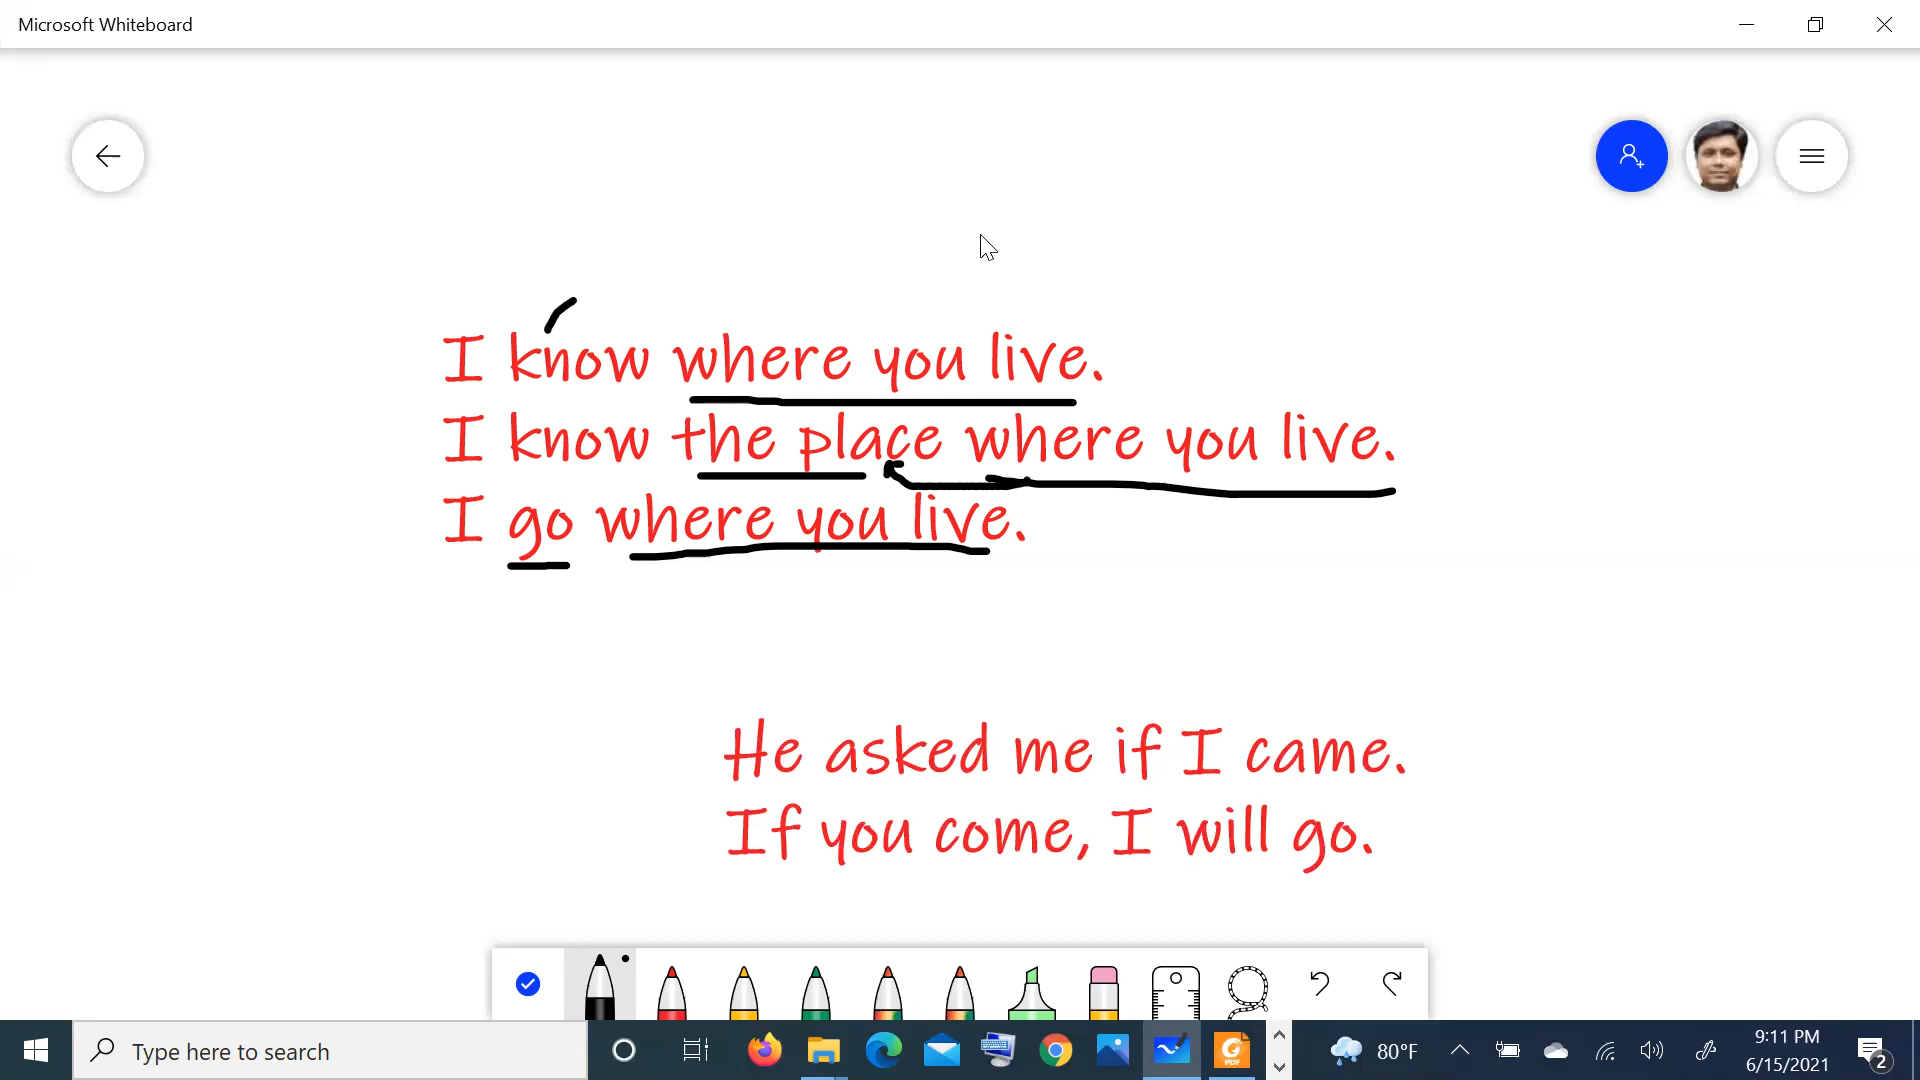 Microsoft Whiteboard
I know where you live.
I know the place where you live.
I go where you live.
He asked me if I came.
If you come, I will go.
Type here to search
PDF
80°F
9:11 PM
6/15/2021
2